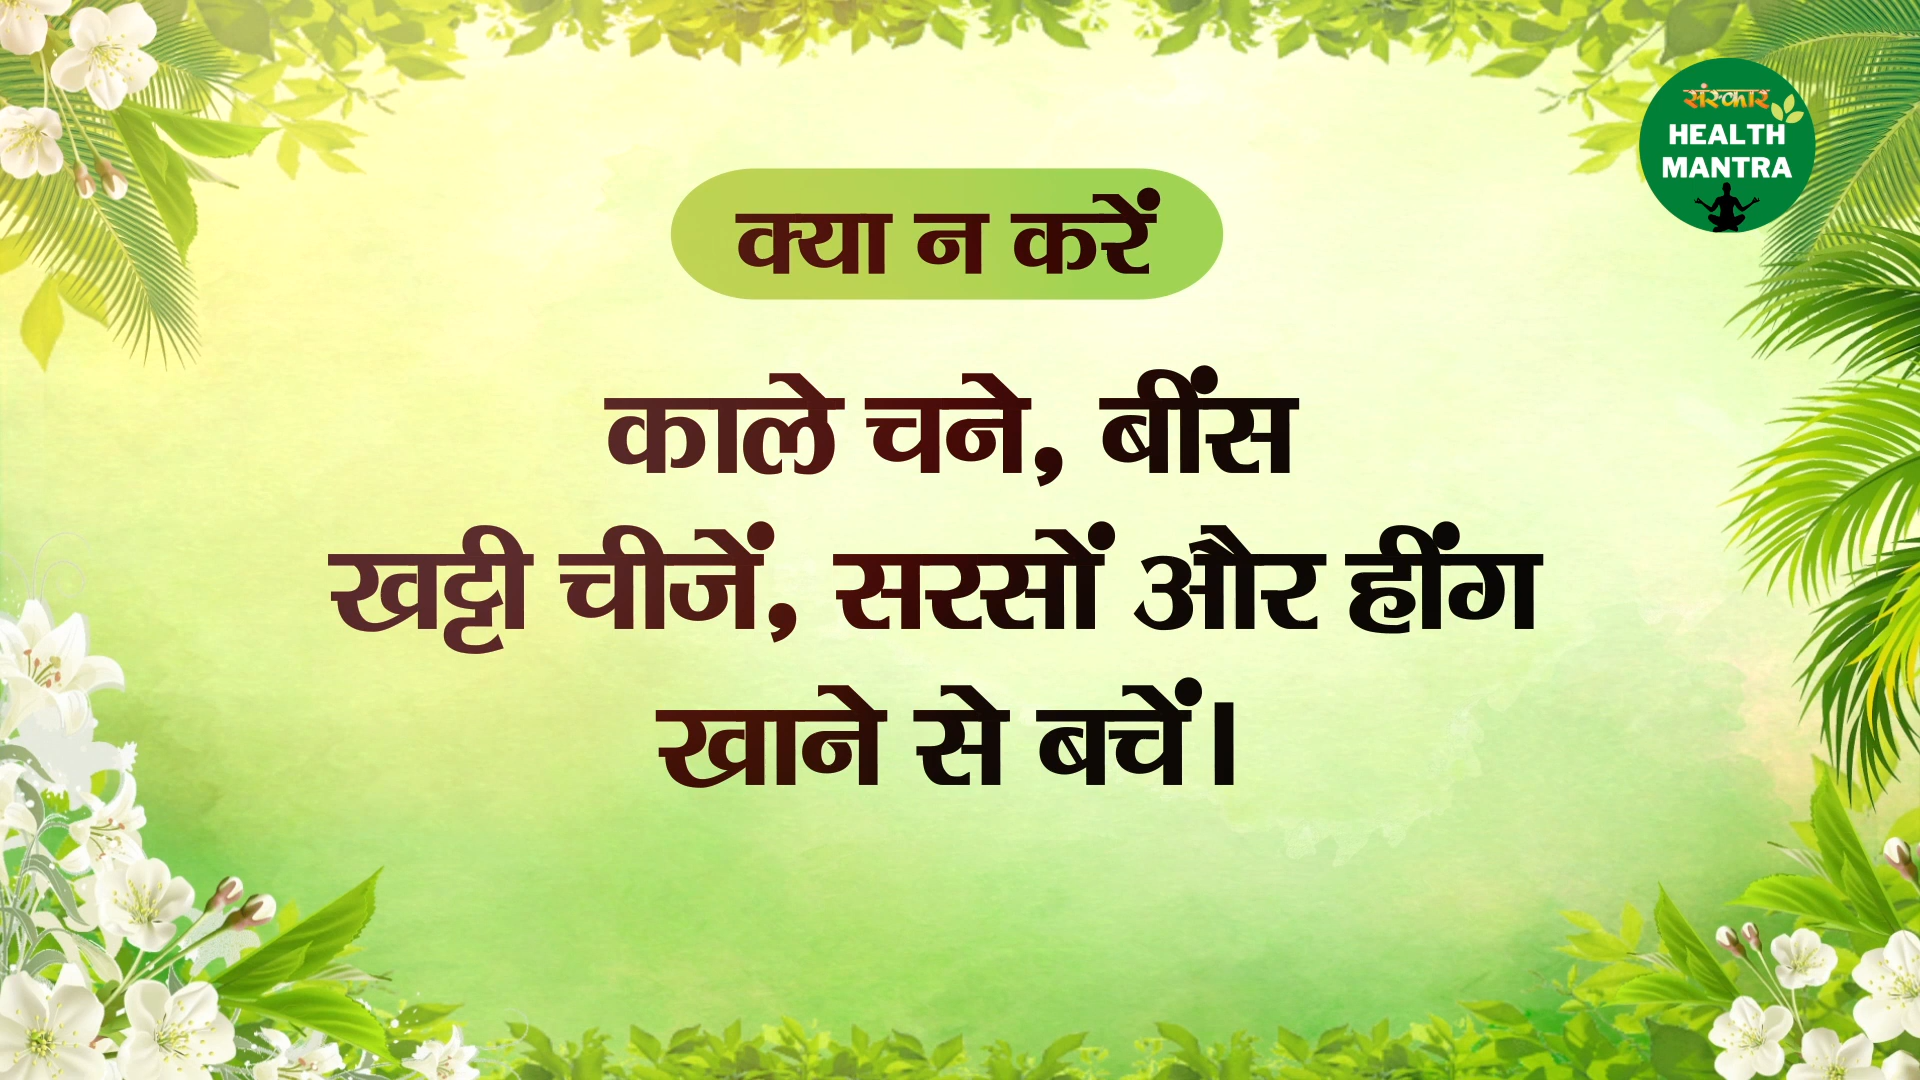 संस्कार
HEALTH
MANTRA
क्या न करें
काले चने, बींस
खट्टी चीजें, सरसों और हींग
खाने से बचें।